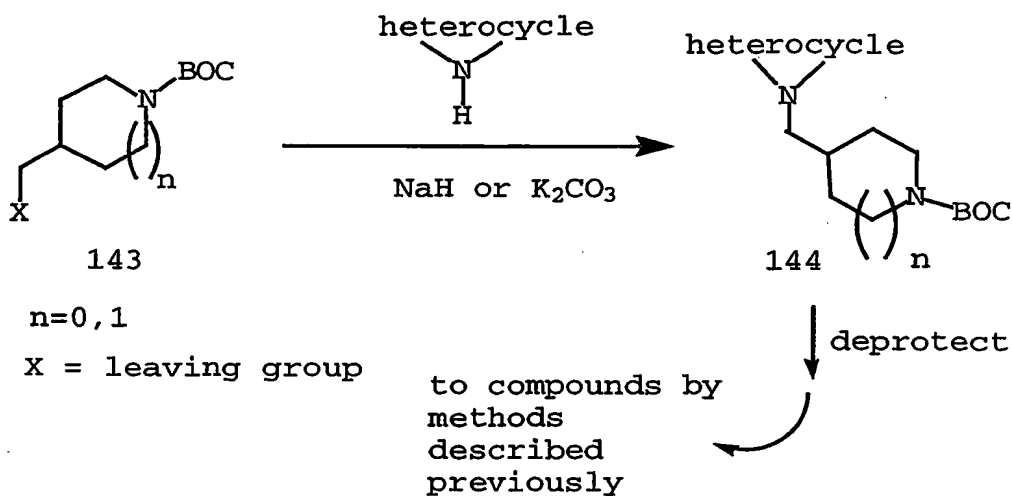 heterocycle
N
H
N
BOC
( )n
X
NaH or K2CO3
heterocycle
N
N
BOC
( ) n
143
144
n=0,1
X = leaving group
deprotect
to compounds by
methods
described
previously